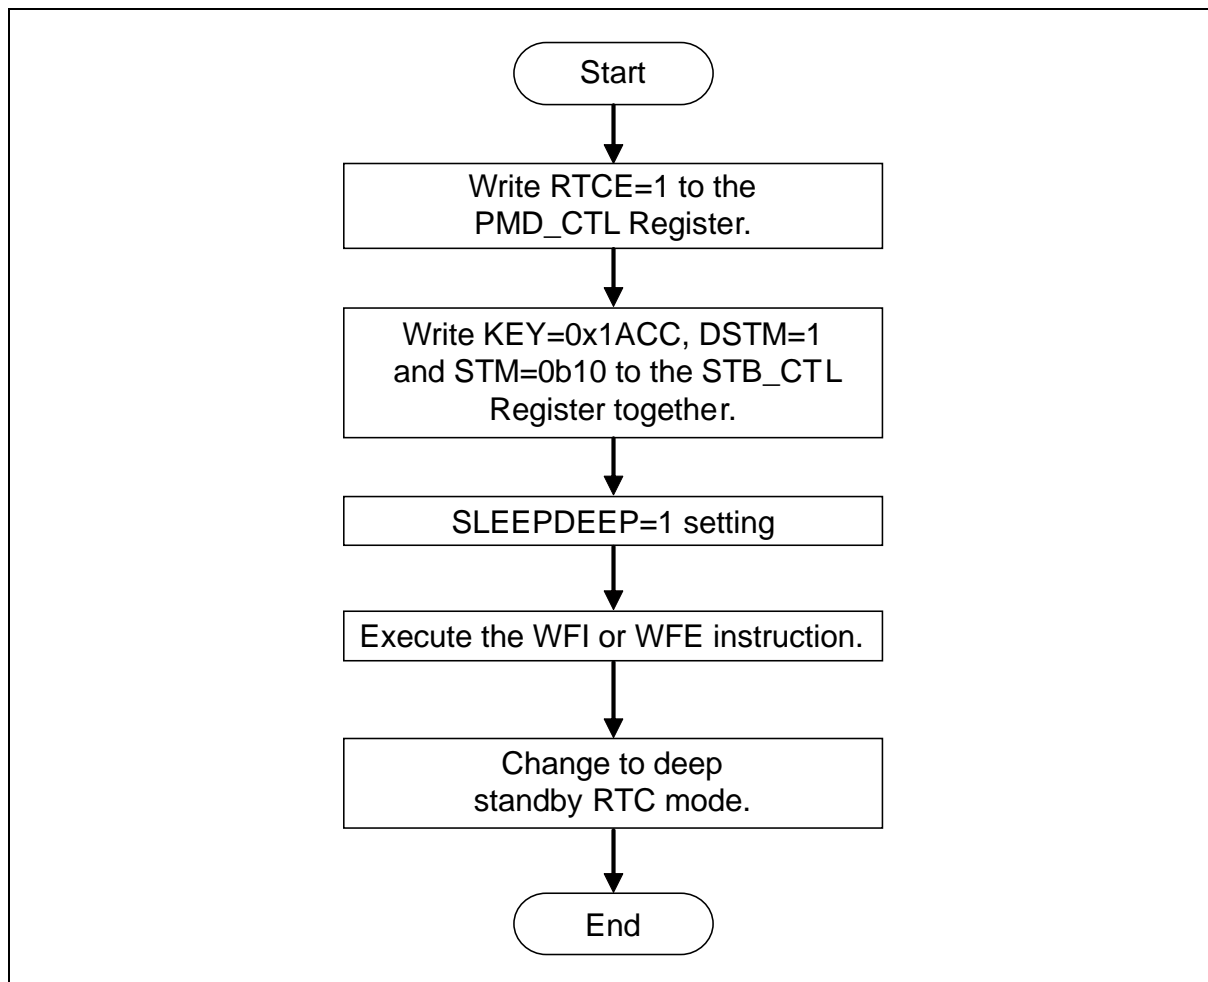 Start
Write RTCE=1 to the
PMD_CTL Register.
Write KEY=0x1ACC, DSTM=1
and STM=0b10 to the STB_CTL
Register together.
SLEEPDEEP=1 setting
Execute the WFI or WFE instruction.
Change to deep
standby RTC mode.
End